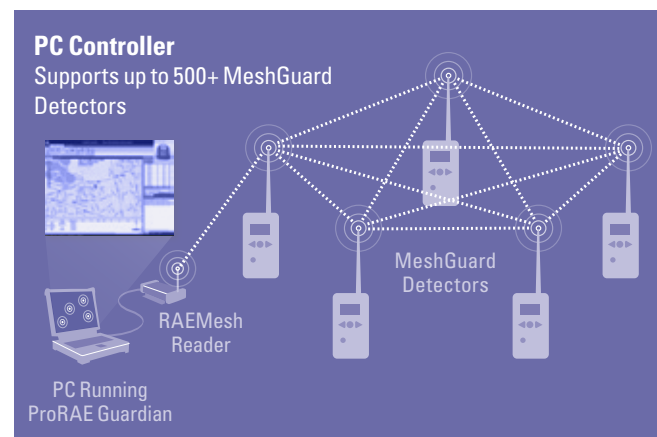 PC Controller
Supports up to 500+ MeshGuard
Detectors
MeshGuard
Detectors
RAEMesh
Reader
PC Running
ProRAE Guardian